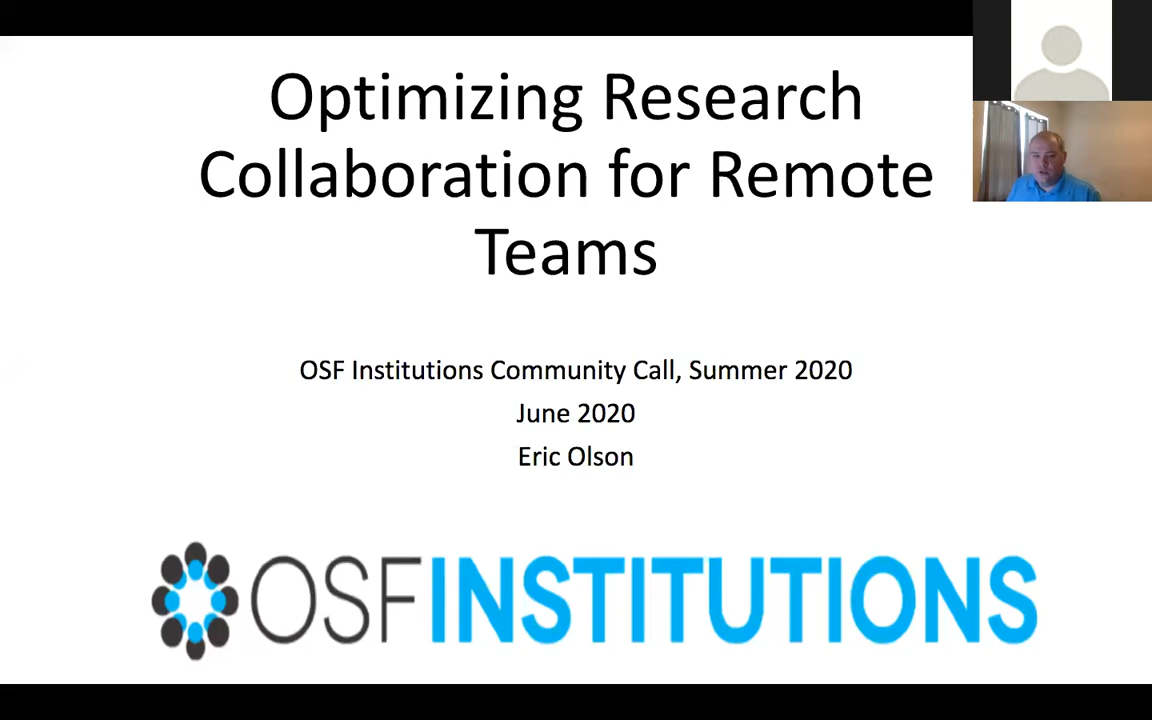 Optimizing Research
Collaboration for Remote
Teams
OSF Institutions Community Call, Summer 2020
June 2020
Eric Olson
OSFINSTITUTIONS